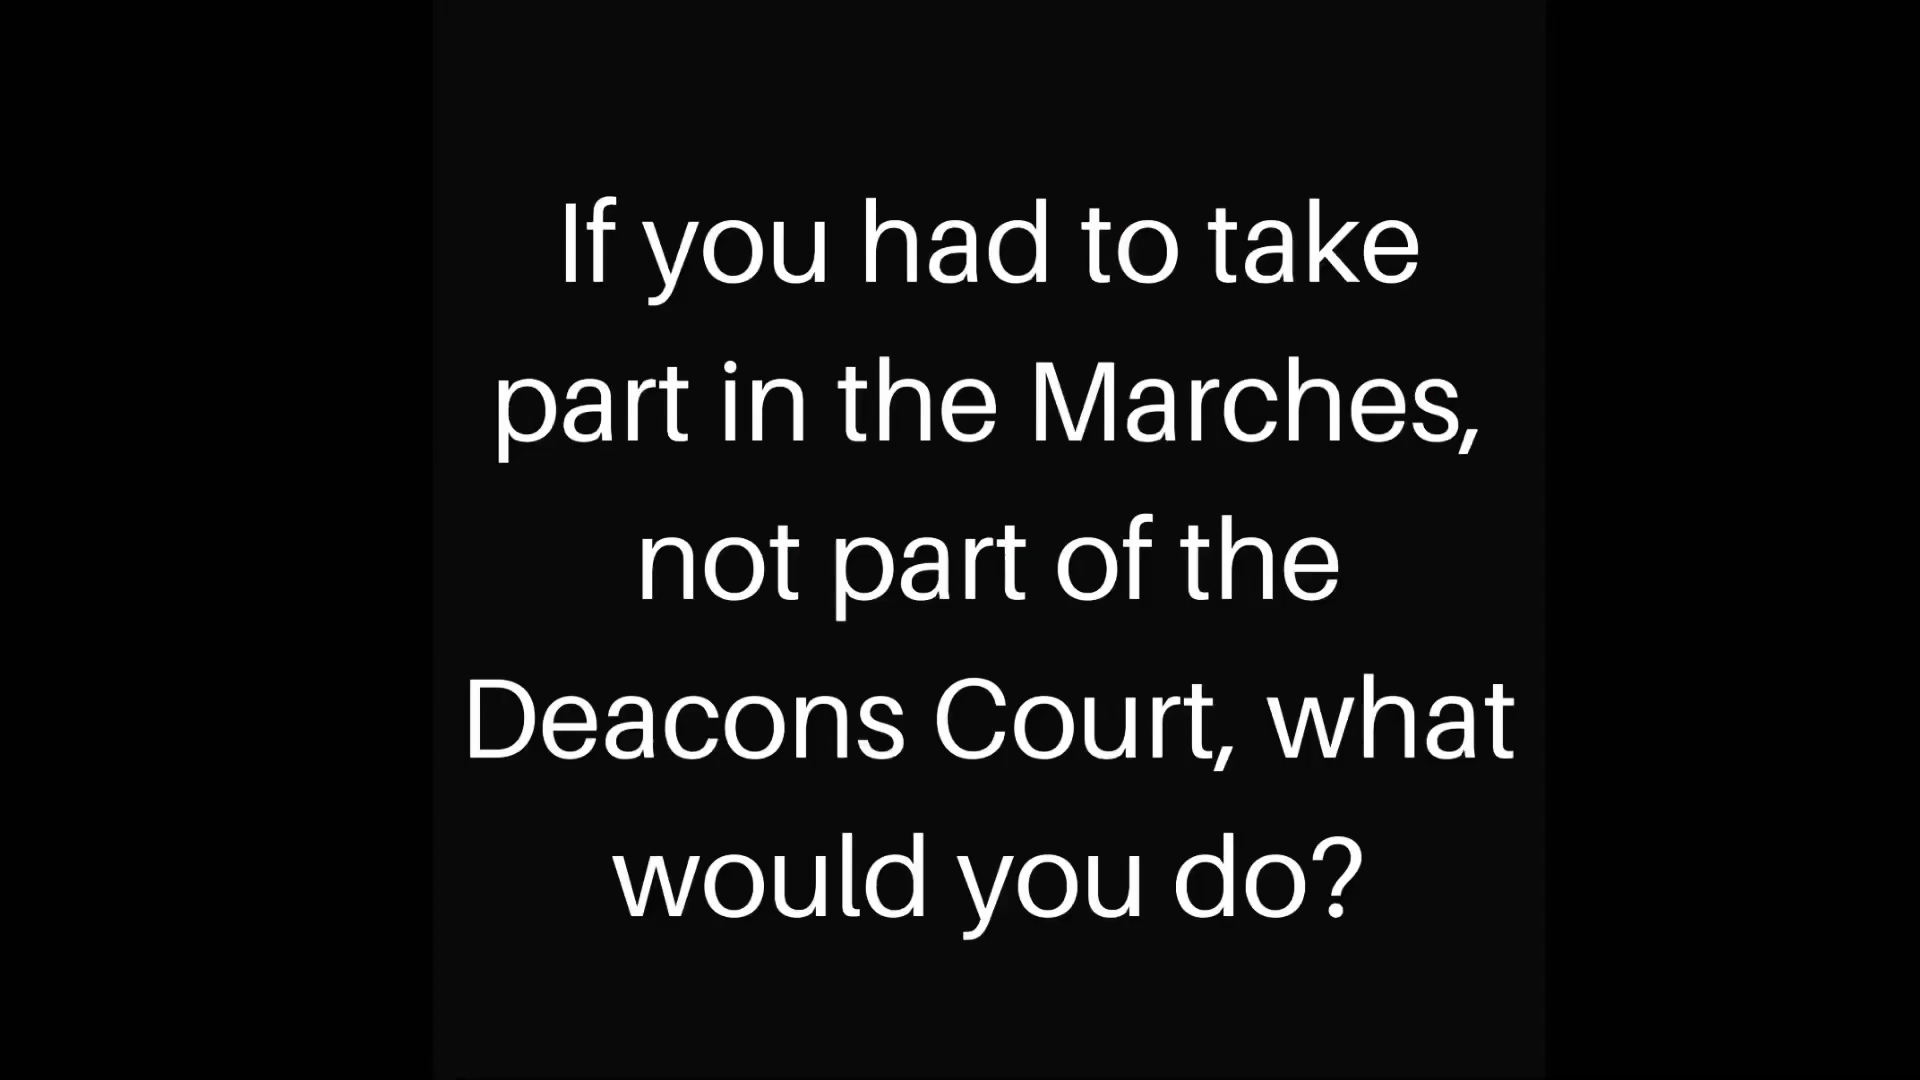 If you had to take
part in the Marches,
not part of the
Deacons Court, what
would you do?